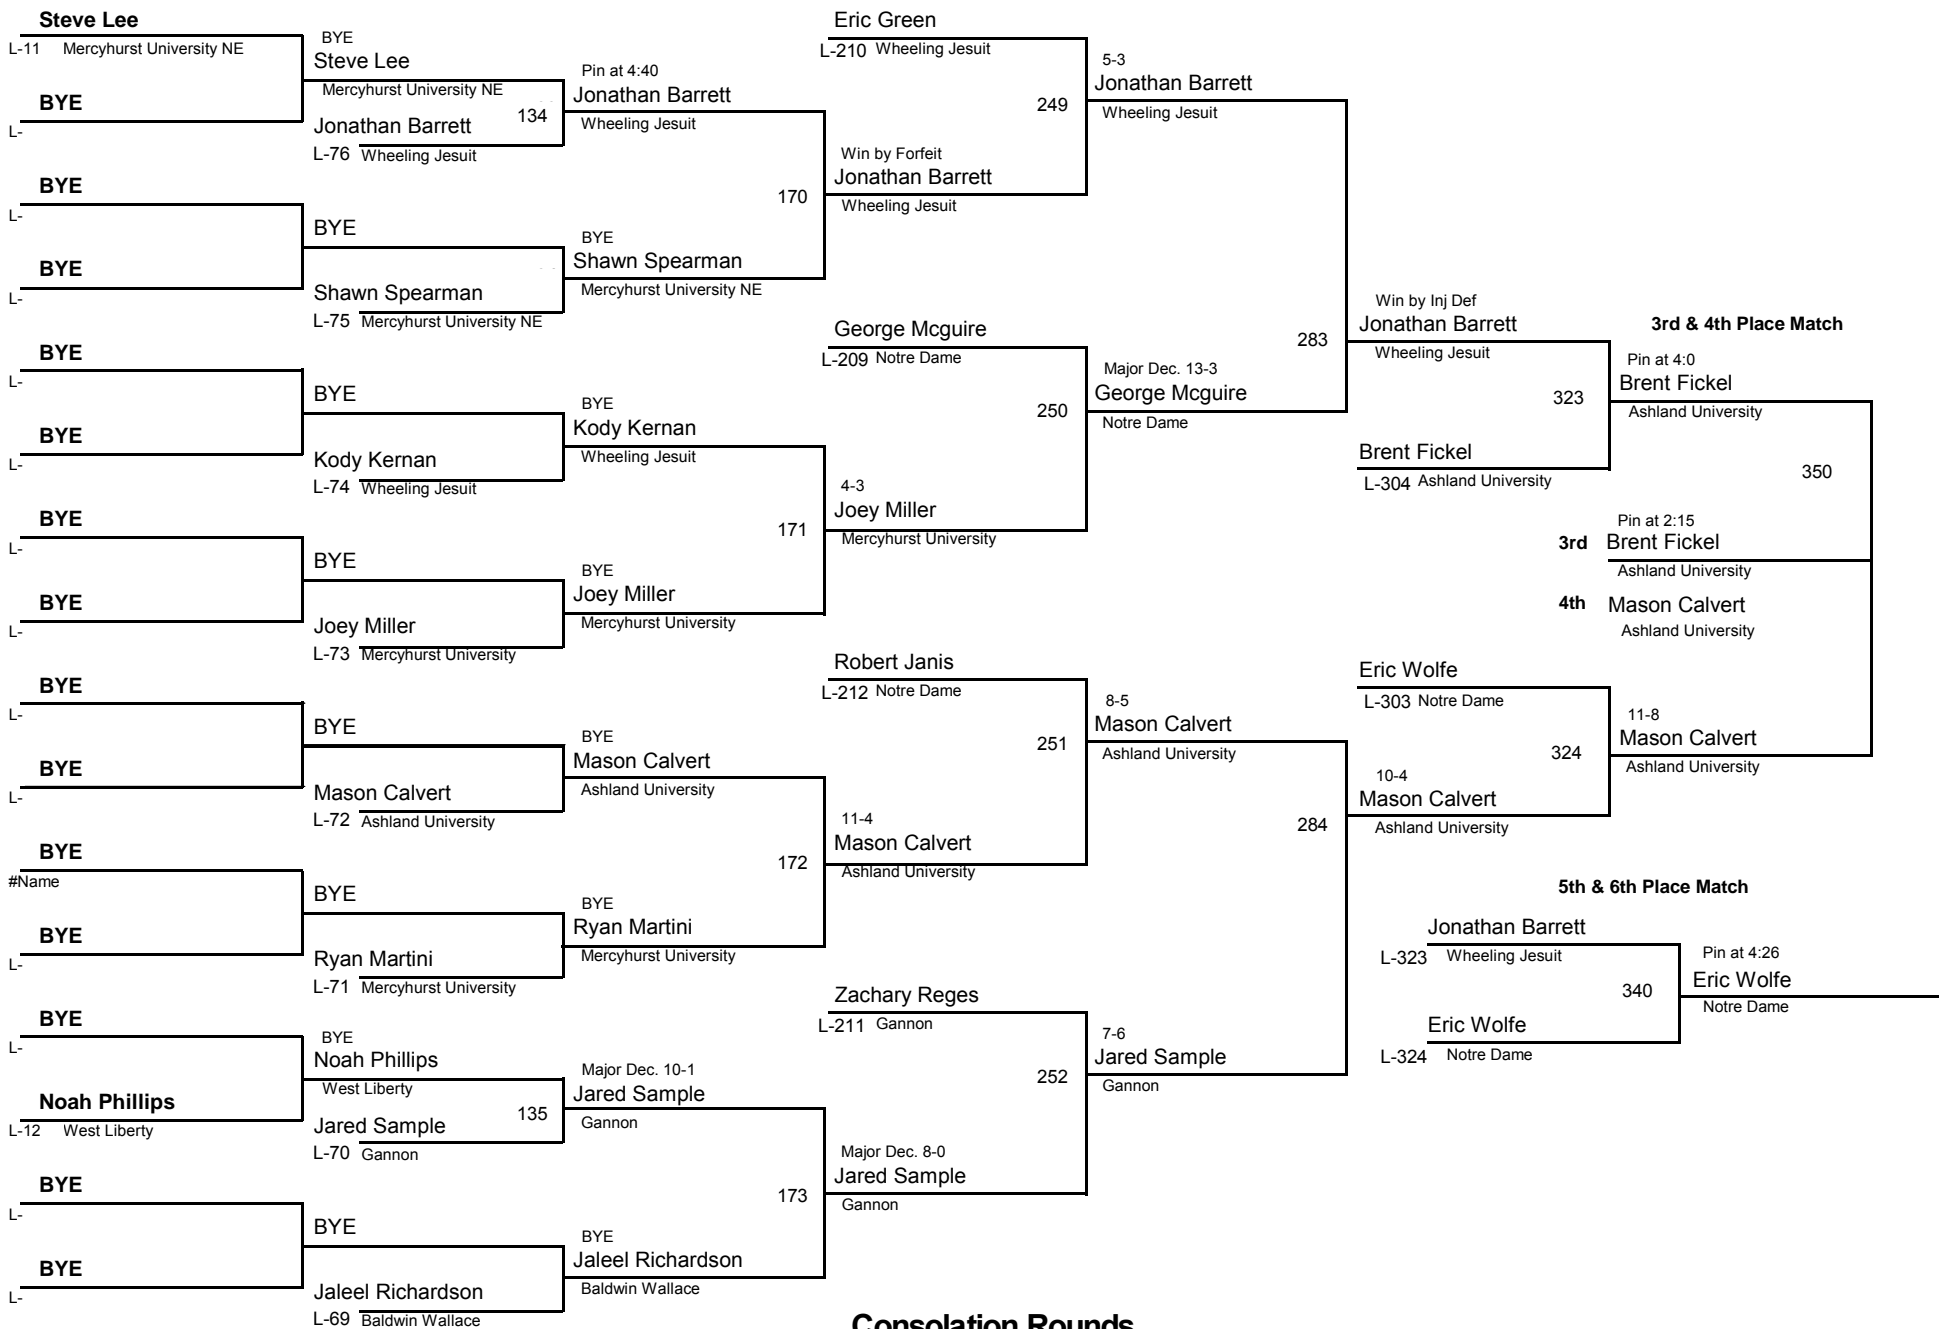 Steve Lee
L-11 Mercyhurst University NE
BYE
L-
BYE
L-
BYE
L-
BYE
L-
BYE
L-
BYE
L-
BYE
L-
BYE
L-
BYE
L-
BYE
#Name
BYE
L-
BYE
L-
Noah Phillips
L-12 West Liberty
BYE
L-
BYE
L-
BYE
Steve Lee
Mercyhurst University NE
134
Jonathan Barrett
L-76 Wheeling Jesuit
BYE
Shawn Spearman
L-75 Mercyhurst University NE
BYE
Kody Kernan
L-74 Wheeling Jesuit
BYE
Joey Miller
L-73 Mercyhurst University
BYE
Mason Calvert
L-72 Ashland University
BYE
Ryan Martini
L-71 Mercyhurst University
BYE
Noah Phillips
West Liberty
135
Jared Sample
L-70 Gannon
BYE
Jaleel Richardson
L-69 Baldwin Wallace
Pin at 4:40
Jonathan Barrett
Wheeling Jesuit
170
BYE
Shawn Spearman
Mercyhurst University NE
BYE
Kody Kernan
Wheeling Jesuit
171
BYE
Joey Miller
Mercyhurst University
BYE
Mason Calvert
Ashland University
172
BYE
Ryan Martini
Mercyhurst University
Major Dec. 10-1
Jared Sample
Gannon
173
BYE
Jaleel Richardson
Baldwin Wallace
Eric Green
L-210 Wheeling Jesuit
249
Win by Forfeit
Jonathan Barrett
Wheeling Jesuit
George Mcguire
L-209 Notre Dame
250
4-3
Joey Miller
Mercyhurst University
Robert Janis
L-212 Notre Dame
251
11-4
Mason Calvert
Ashland University
Zachary Reges
L-211 Gannon
252
Major Dec. 8-0
Jared Sample
Gannon
5-3
Jonathan Barrett
Wheeling Jesuit
283
Major Dec. 13-3
George Mcguire
Notre Dame
8-5
Mason Calvert
Ashland University
284
7-6
Jared Sample
Gannon
Win by Inj Def
Jonathan Barrett
Wheeling Jesuit
323
Brent Fickel
L-304 Ashland University
Eric Wolfe
L-303 Notre Dame
324
10-4
Mason Calvert
Ashland University
3rd & 4th Place Match
Pin at 4:0
Brent Fickel
Ashland University
350
Pin at 2:15
3rd Brent Fickel
Ashland University
4th Mason Calvert
Ashland University
11-8
Mason Calvert
Ashland University
5th & 6th Place Match
Jonathan Barrett
L-323 Wheeling Jesuit
340
Eric Wolfe
L-324 Notre Dame
Pin at 4:26
Eric Wolfe
Notre Dame
Consolation Rounds